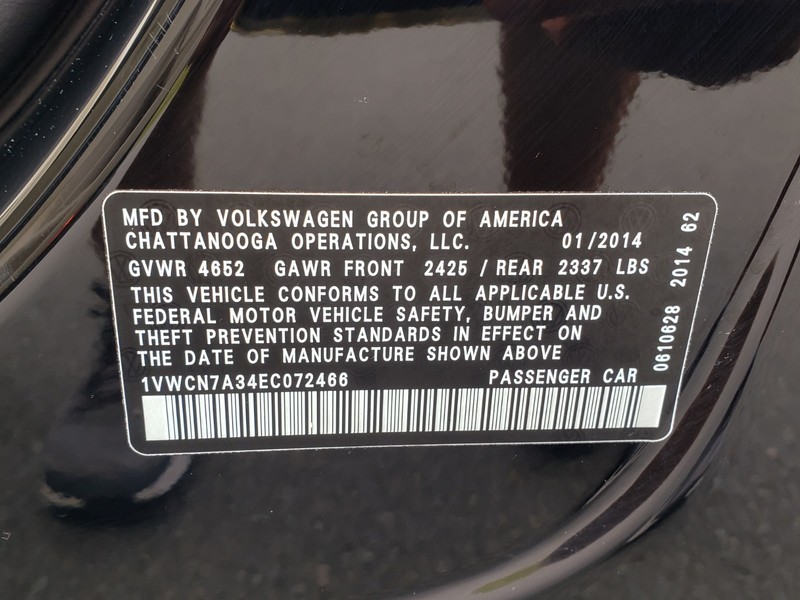 MFD BY VOLKSWAGEN GROUP OF AMERICA
CHATTANOOGA OPERATIONS, LLC. 01/2014
GVWR 4652 GAWR FRONT 2425 / REAR 2337 LBS
THIS VEHICLE CONFORMS TO ALL APPLICABLE U.S.
FEDERAL MOTOR VEHICLE SAFETY, BUMPER AND
THEFT PREVENTION STANDARDS IN EFFECT ON
THE DATE OF MANUFACTURE SHOWN ABOVE
1VWCN7A34EC072466 PASSENGER CAR
0610628 2014 62